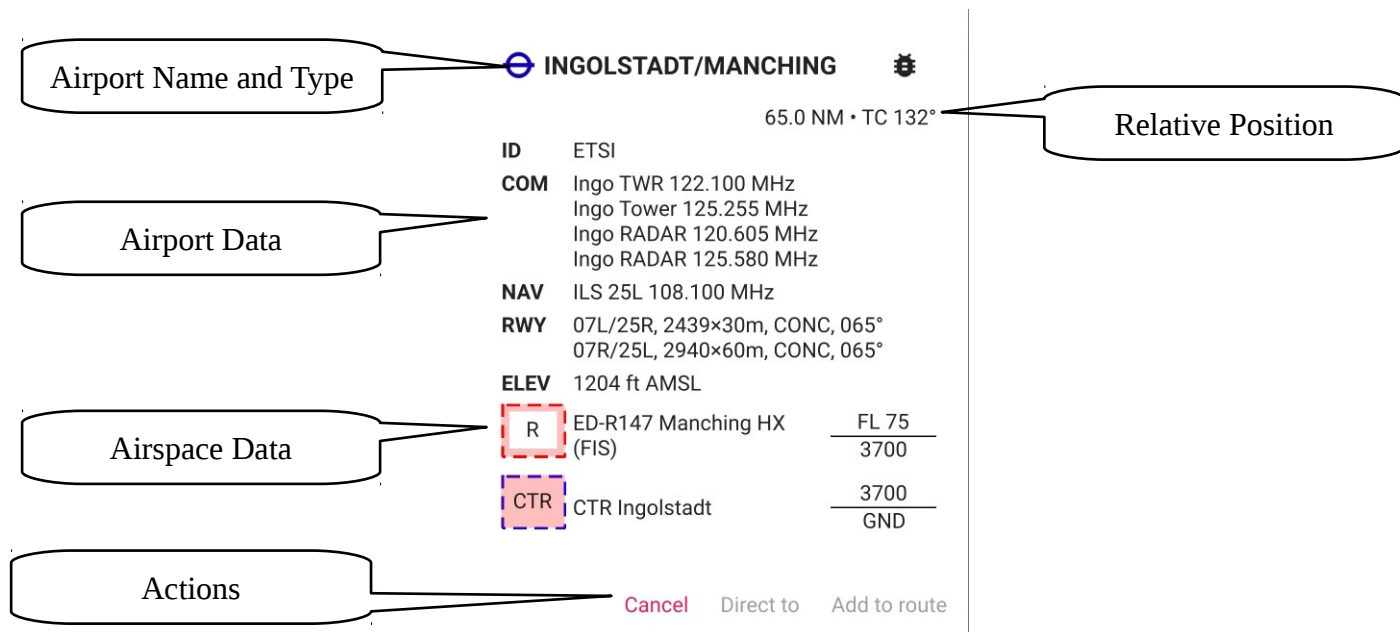 Airport Name and Type
INGOLSTADT/MANCHING
65.0 NM • TC 132°
Relative Position
ID ETSI
COM Ingo TWR 122.100 MHz
Ingo Tower 125.255 MHz
Ingo RADAR 120.605 MHz
Ingo RADAR 125.580 MHz
Airport Data
NAV ILS 25L 108.100 MHz
RWY 07L/25R, 2439×30m, CONC, 065°
07R/25L, 2940×60m, CONC, 065°
ELEV 1204 ft AMSL
Airspace Data
R ED-R147 Manching HX FL 75
(FIS) 3700
CTR CTR Ingolstadt 3700
GND
Actions
Cancel Direct to Add to route